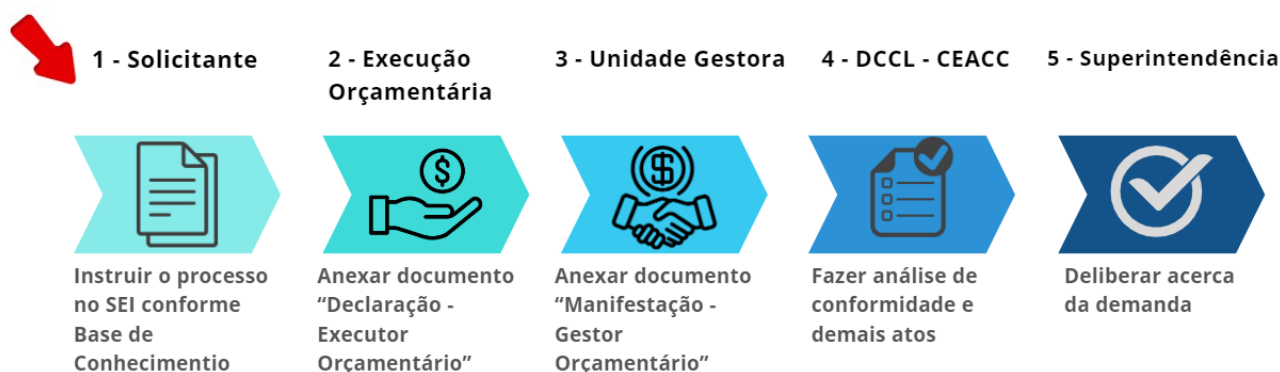 1 - Solicitante
2 - Execução
Orçamentária
3 - Unidade Gestora
4 - DCCL - CEACC
5 - Superintendência
Instruir o processo
no SEI conforme
Base de
Conhecimentio
Anexar documento
“Declaração -
Executor
Orçamentário”
Anexar documento
“Manifestação -
Gestor
Orçamentário”
Fazer análise de
conformidade e
demais atos
Deliberar acerca
da demanda